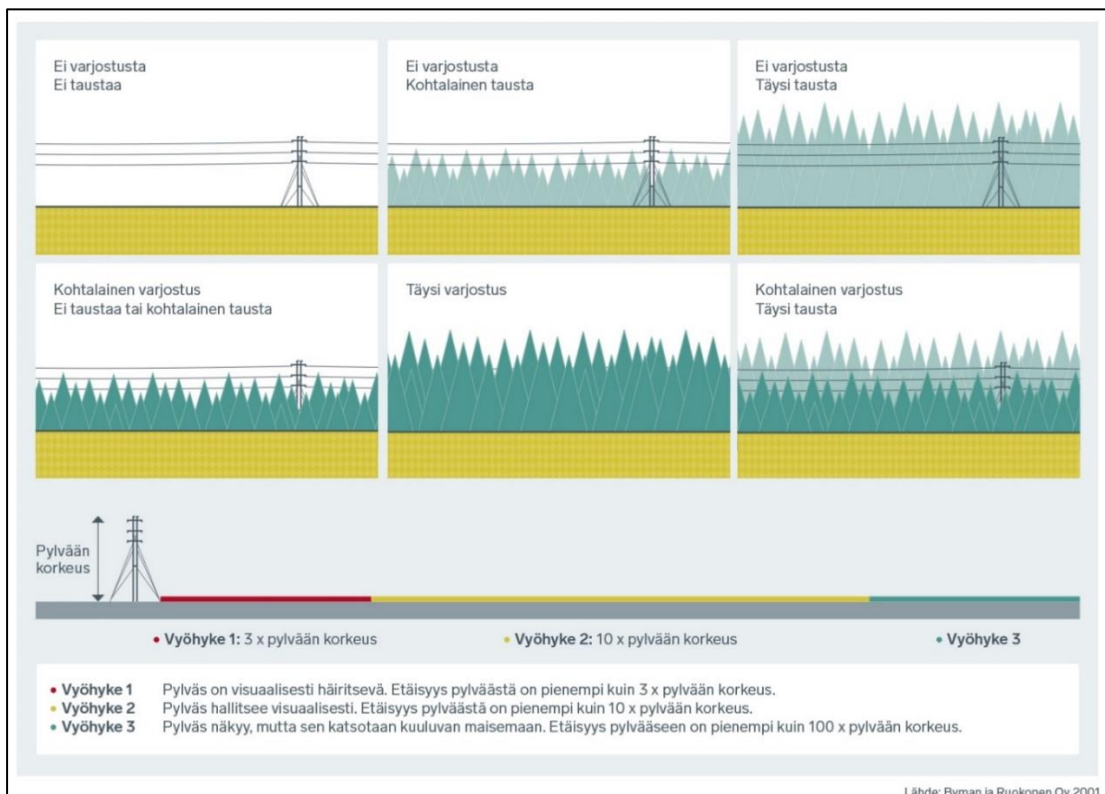 Ei varjostusta
Ei taustaa
Ei varjostusta
Kohtalainen tausta
Ei varjostusta
Täysi tausta
Kohtalainen varjostus
Ei taustaa tai kohtalainen tausta
Täysi varjostus
Kohtalainen varjostus
Täysi tausta
Pylvään
korkeus
• Vyöhyke 1: 3 x pylvään korkeus
• Vyöhyke 2: 10 x pylvään korkeus
• Vyöhyke 3
• Vyöhyke 1 Pylväs on visuaalisesti häiritsevä. Etäisyys pylväästä on pienempi kuin 3 x pylvään korkeus.
• Vyöhyke 2 Pylväs hallitsee visuaalisesti. Etäisyys pylväästä on pienempi kuin 10 x pylvään korkeus.
• Vyöhyke 3 Pylväs näkyy, mutta sen katsotaan kuuluvan maisemaan. Etäisyys pylvääseen on pienempi kuin 100 x pylvään korkeus.
Lähde: Byman ja Ruokonen Oy 2001